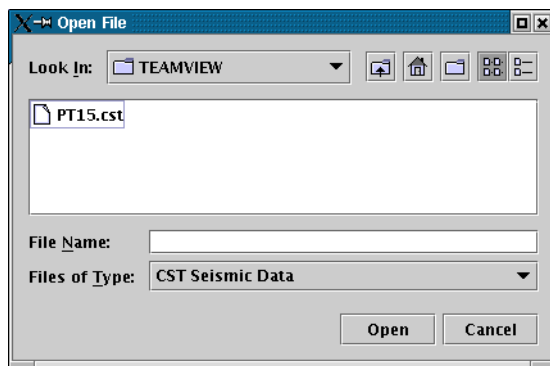 Open File
Look In: TEAMVIEW
PT15.cst
File Name:
Files of Type: CST Seismic Data
Open Cancel